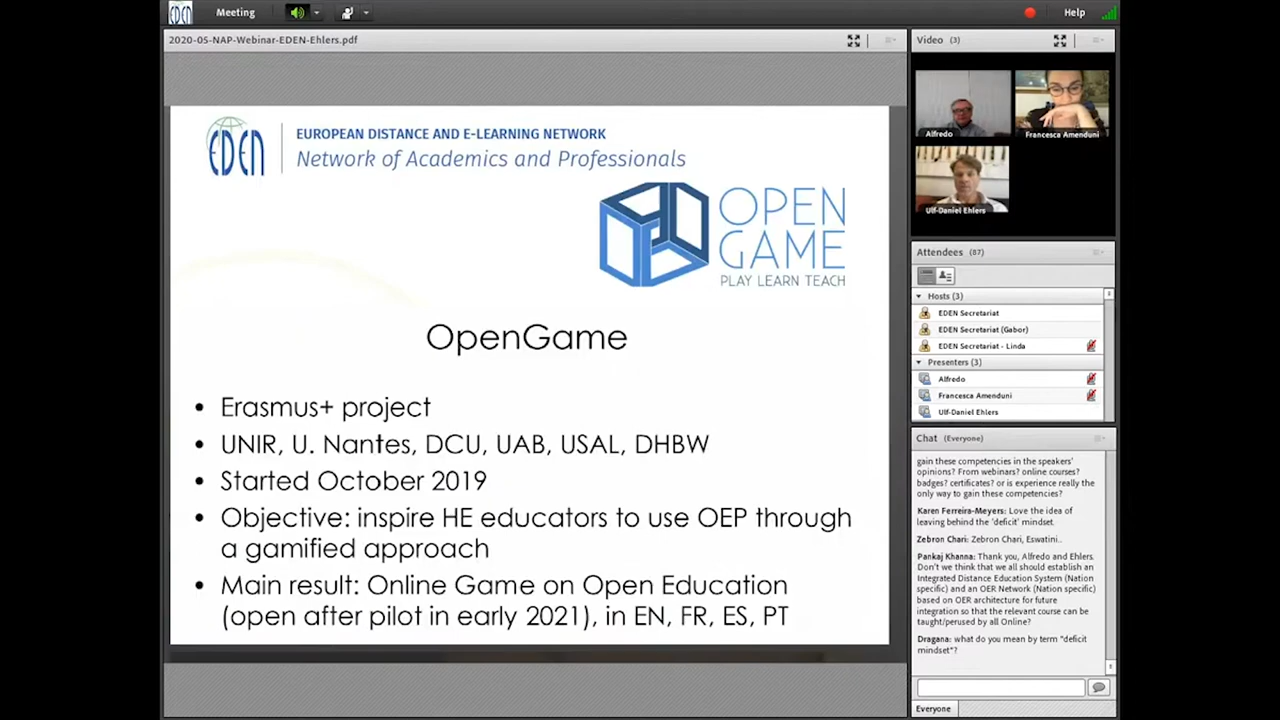 EDEN
Meeting
Help
2020-05-NAP-Webinar-EDEN-Ehlers.pdf
EDEN
EUROPEAN DISTANCE AND E-LEARNING NETWORK
Network of Academics and Professionals
OPEN
GAME
PLAY LEARN TEACH
OpenGame
• Erasmus+ project
• UNIR, U. Nantes, DCU, UAB, USAL, DHBW
• Started October 2019
• Objective: inspire HE educators to use OEP through
a gamified approach
• Main result: Online Game on Open Education
(open after pilot in early 2021), in EN, FR, ES, PT
Video (3)
Alfredo
Francesca Amenduni
Ulf-Daniel Ehlers
Attendees (87)
Hosts (3)
EDEN Secretariat
EDEN Secretariat (Gabor)
EDEN Secretariat - Linda
Presenters (3)
Alfredo
Francesca Amenduni
Ulf-Daniel Ehlers
Chat (Everyone)
gain these competencies in the speakers'
opinions? From webinars? online courses?
badges? certificates? or is experience really the
only way to gain these competencies?
Karen Ferreira-Meyers: Love the idea of
leaving behind the 'deficit' mindset.
Zebron Chari: Zebron Chari, Eswatini..
Pankaj Khanna: Thank you, Alfredo and Ehlers.
Don't we think that we all should establish an
Integrated Distance Education System (Nation
specific) and an OER Network (Nation specific)
based on OER architecture for future
integration so that the relevant course can be
taught/perused by all Online?
Dragana: what do you mean by term "deficit
mindset"?
Everyone